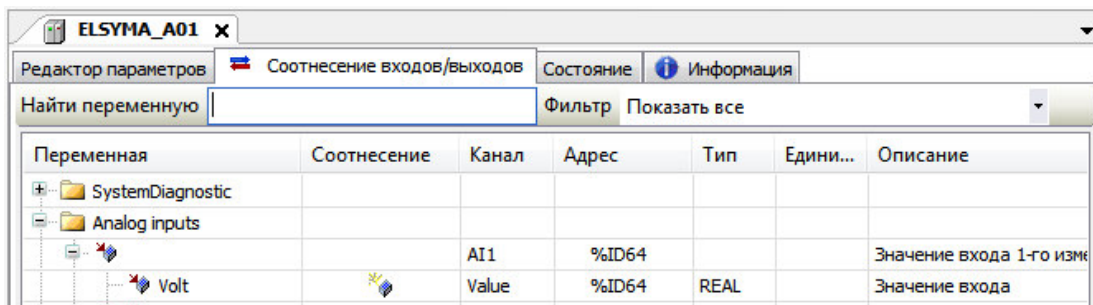 ELSYMA_A01
Редактор параметров Соотнесение входов/выходов Состояние Информация
Найти переменную Фильтр Показать все
Переменная Соотнесение Канал Адрес Тип Едини... Описание
SystemDiagnostic
Analog inputs
AI1 %ID64 Значение входа 1-го изме
Volt Value %ID64 REAL Значение входа